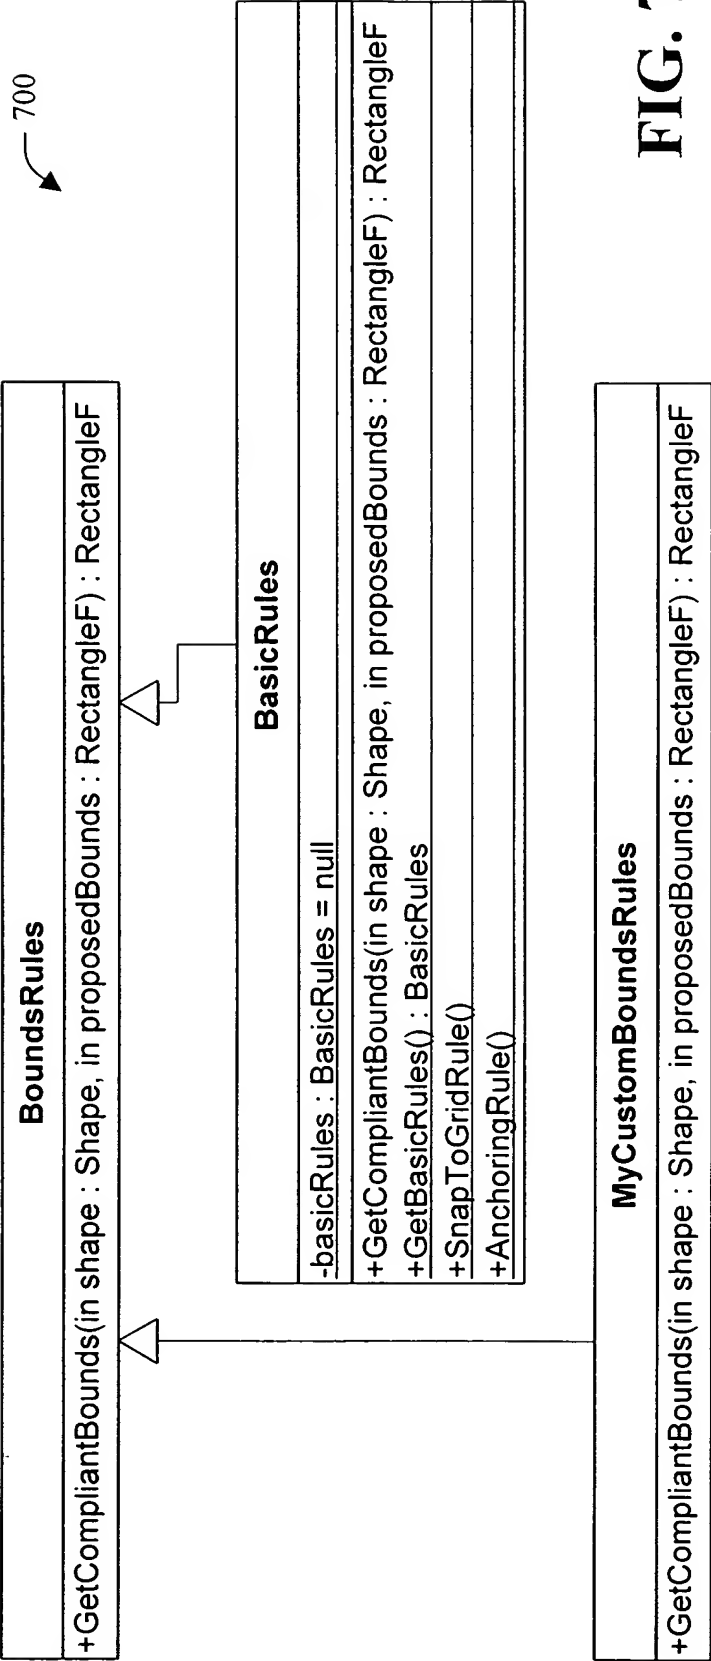 700
BoundsRules
+GetCompliantBounds(in shape : Shape, in proposedBounds : RectangleF) : RectangleF
BasicRules
-basicRules : BasicRules = null
+GetCompliantBounds(in shape : Shape, in proposedBounds : RectangleF) : RectangleF
+GetBasicRules() : BasicRules
+SnapToGridRule()
+AnchoringRule()
MyCustomBoundsRules
+GetCompliantBounds(in shape : Shape, in proposedBounds : RectangleF) : RectangleF
FIG.